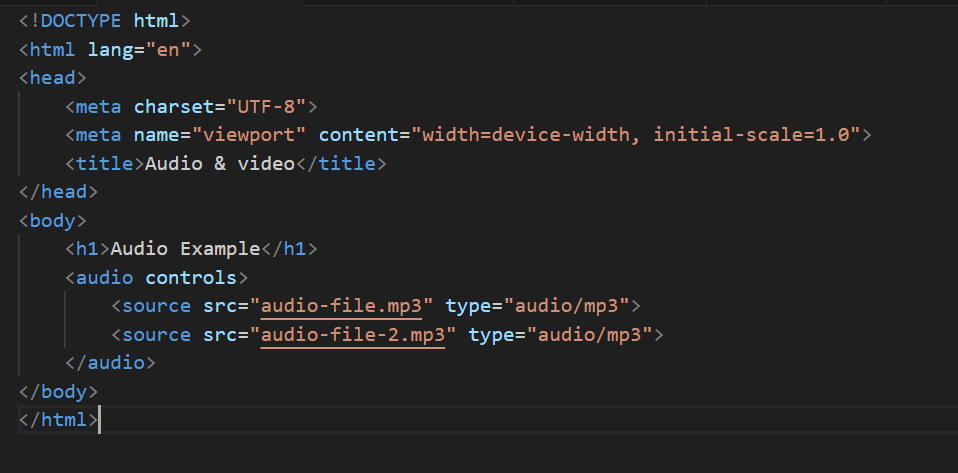 <!DOCTYPE html>
<html lang="en">
<head>
    <meta charset="UTF-8">
    <meta name="viewport" content="width=device-width, initial-scale=1.0">
    <title>Audio & video</title>
</head>
<body>
    <h1>Audio Example</h1>
    <audio controls>
        <source src="audio-file.mp3" type="audio/mp3">
        <source src="audio-file-2.mp3" type="audio/mp3">
    </audio>
</body>
</html>